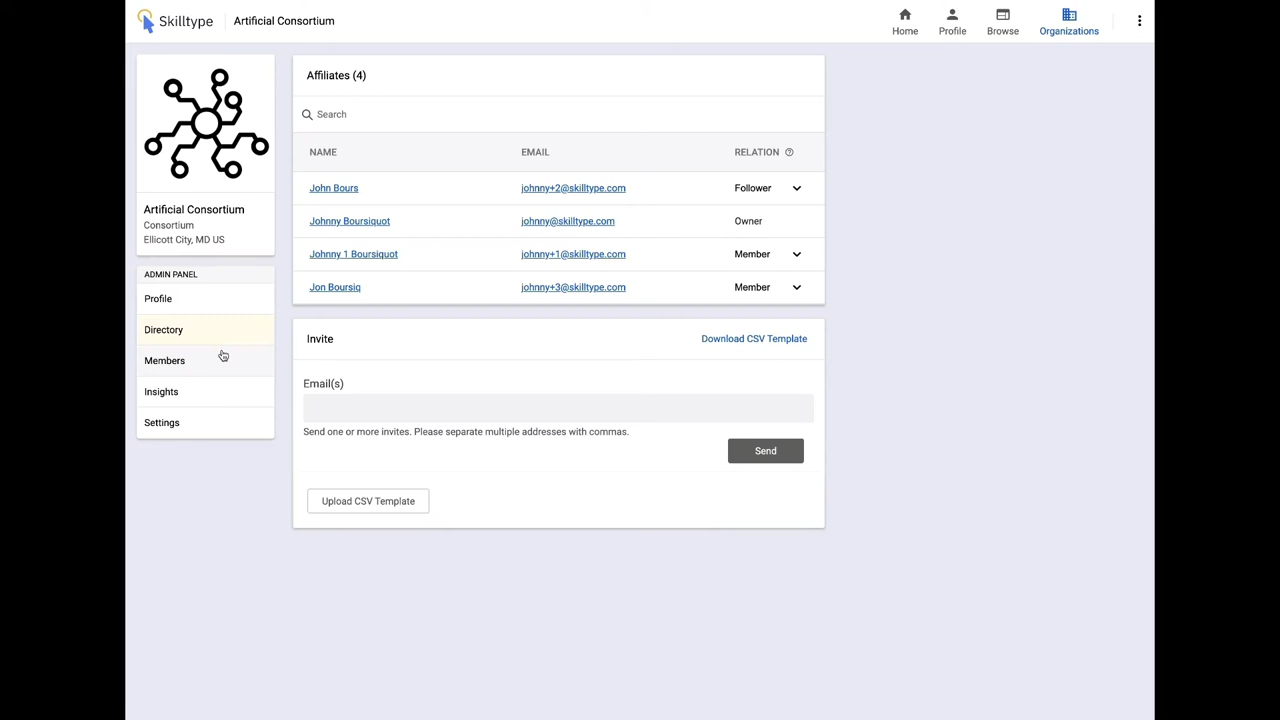 Skilltype
Artificial Consortium
Home
Profile
Browse
Organizations
Artificial Consortium
Consortium
Ellicott City, MD US
ADMIN PANEL
Profile
Directory
Members
Insights
Settings
Affiliates (4)
Search
NAME EMAIL RELATION
John Bours johnny+2@skilltype.com Follower
Johnny Boursiquot johnny@skilltype.com Owner
Johnny 1 Boursiquot johnny+1@skilltype.com Member
Jon Boursiq johnny+3@skilltype.com Member
Invite Download CSV Template
Email(s)
Send one or more invites. Please separate multiple addresses with commas.
Send
Upload CSV Template